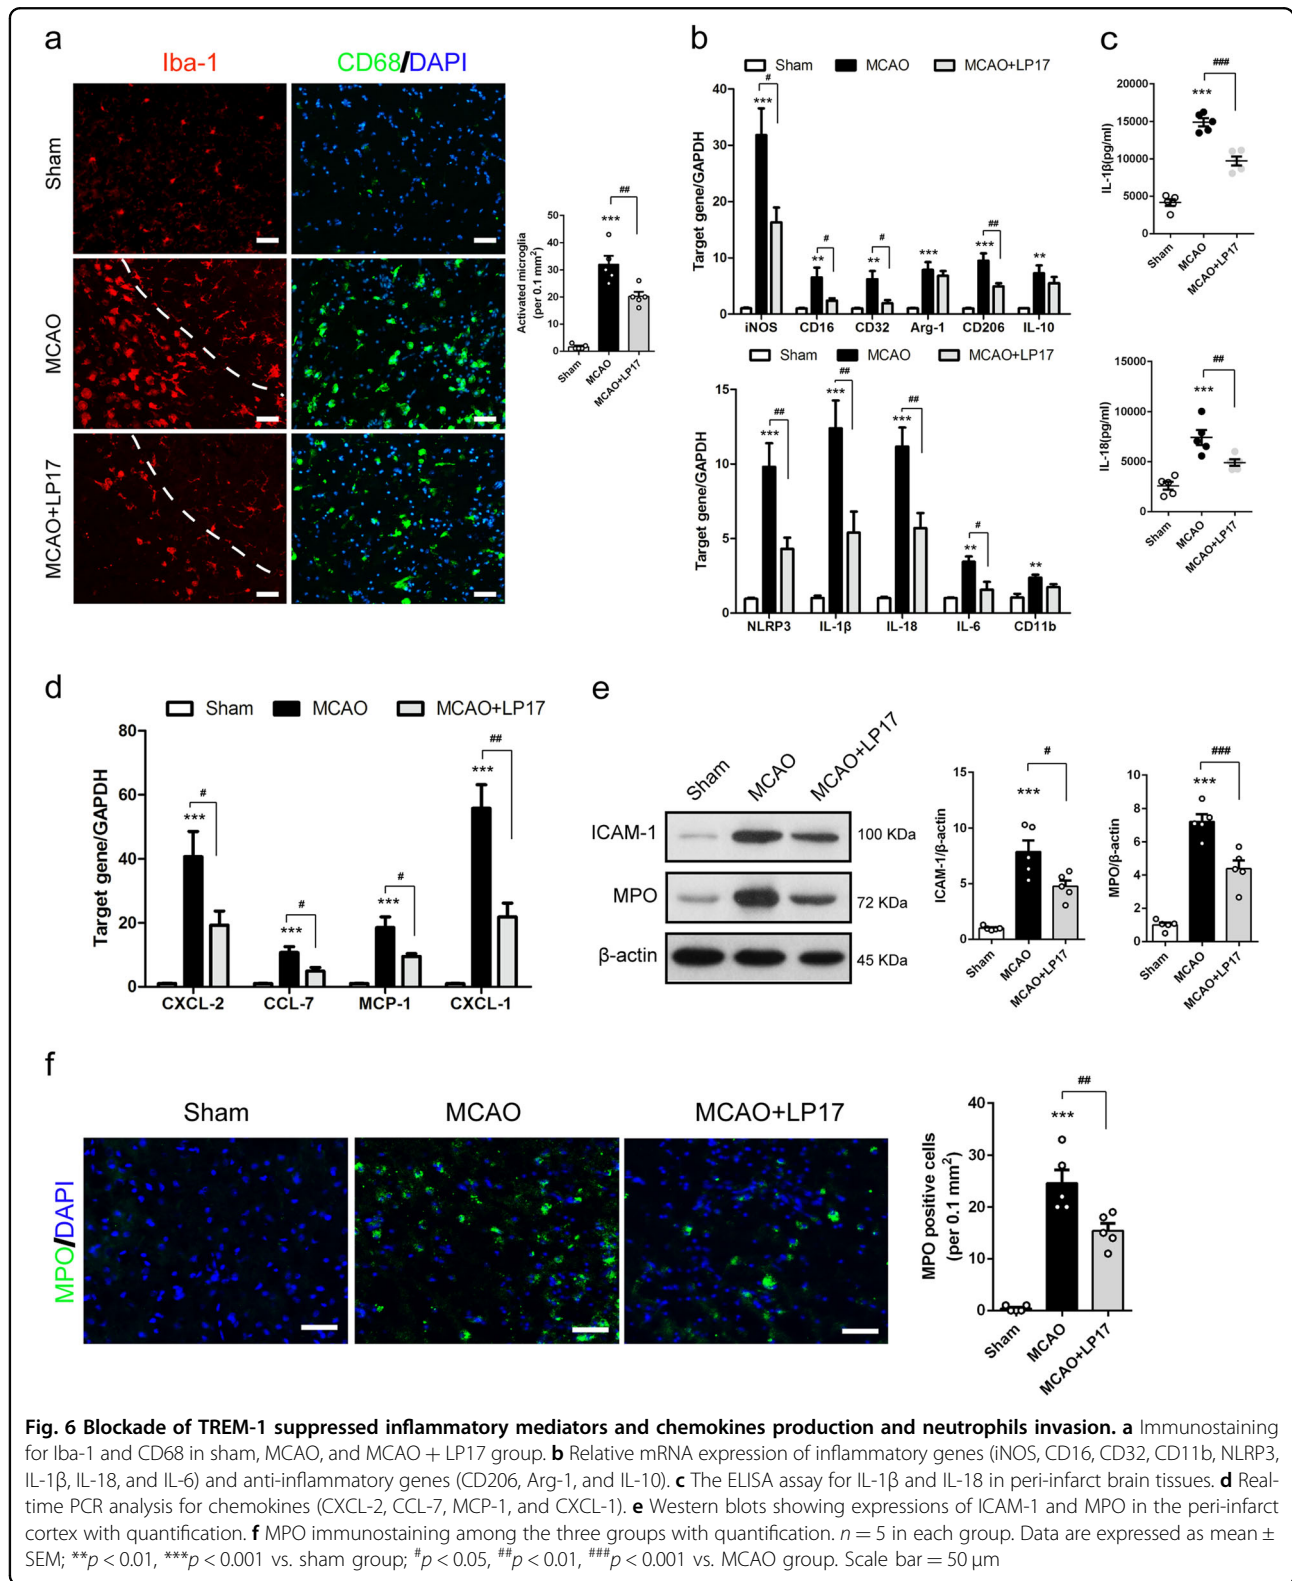 a
Iba-1
CD68/DAPI
Sham
MCAO
MCAO+LP17
##
***
Activated microglia
(per 0.1 mm²)
50
40
30
20
10
0
Sham
MCAO
MCAO+LP17
b
Sham MCAO MCAO+LP17
Target gene/GAPDH
40
30
20
10
0
#
***
#
**
#
**
***
##
***
**
iNOS CD16 CD32 Arg-1 CD206 IL-10
Sham MCAO MCAO+LP17
Target gene/GAPDH
15
10
5
0
##
***
##
***
##
***
#
**
**
NLRP3 IL-1β IL-18 IL-6 CD11b
c
###
***
IL-1β(pg/ml)
20000
15000
10000
5000
0
Sham
MCAO
MCAO+LP17
##
***
IL-18(pg/ml)
15000
10000
5000
0
Sham
MCAO
MCAO+LP17
d
Sham MCAO MCAO+LP17
Target gene/GAPDH
80
60
40
20
0
#
***
#
***
#
***
##
***
CXCL-2 CCL-7 MCP-1 CXCL-1
e
Sham
MCAO
MCAO+LP17
ICAM-1 100 KDa
MPO 72 KDa
β-actin 45 KDa
#
***
ICAM-1/β-actin
15
10
5
0
Sham
MCAO
MCAO+LP17
###
***
MPO/β-actin
8
6
4
2
0
Sham
MCAO
MCAO+LP17
f
Sham
MCAO
MCAO+LP17
MPO/DAPI
##
***
MPO positive cells
(per 0.1 mm²)
40
30
20
10
0
Sham
MCAO
MCAO+LP17
Fig. 6 Blockade of TREM-1 suppressed inflammatory mediators and chemokines production and neutrophils invasion. a Immunostaining
for Iba-1 and CD68 in sham, MCAO, and MCAO + LP17 group. b Relative mRNA expression of inflammatory genes (iNOS, CD16, CD32, CD11b, NLRP3,
IL-1β, IL-18, and IL-6) and anti-inflammatory genes (CD206, Arg-1, and IL-10). c The ELISA assay for IL-1β and IL-18 in peri-infarct brain tissues. d Real-
time PCR analysis for chemokines (CXCL-2, CCL-7, MCP-1, and CXCL-1). e Western blots showing expressions of ICAM-1 and MPO in the peri-infarct
cortex with quantification. f MPO immunostaining among the three groups with quantification. n = 5 in each group. Data are expressed as mean ±
SEM; **p < 0.01, ***p < 0.001 vs. sham group; #p < 0.05, ##p < 0.01, ###p < 0.001 vs. MCAO group. Scale bar = 50 µm